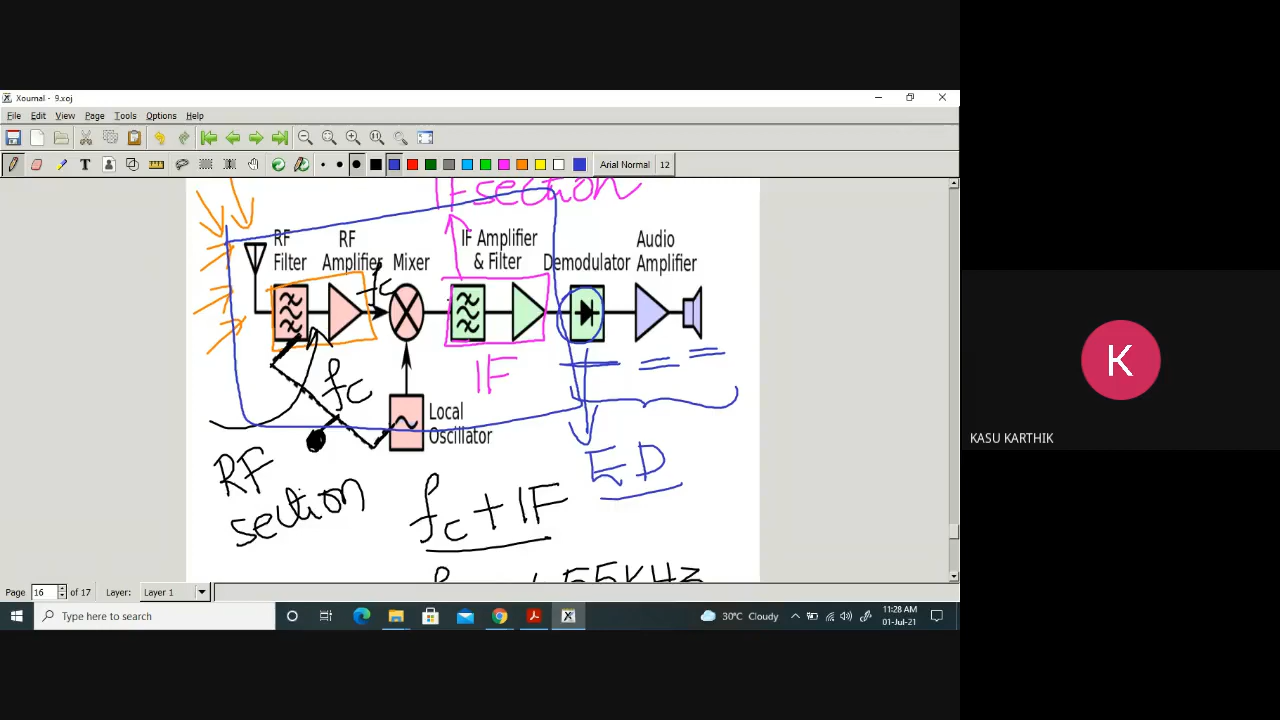 Xournal - 9.xoj
File Edit View Page Tools Options Help
T
Arial Normal 12
IF section
RF
Filter
RF
Amplifier
Mixer
IF Amplifier
& Filter
Demodulator
Audio
Amplifier
fc
fc
IF
Local
Oscillator
RF
section
ED
fc + IF
455KHz
Page 16 of 17 Layer: Layer 1
Type here to search
30°C Cloudy
11:28 AM
01-Jul-21
K
KASU KARTHIK